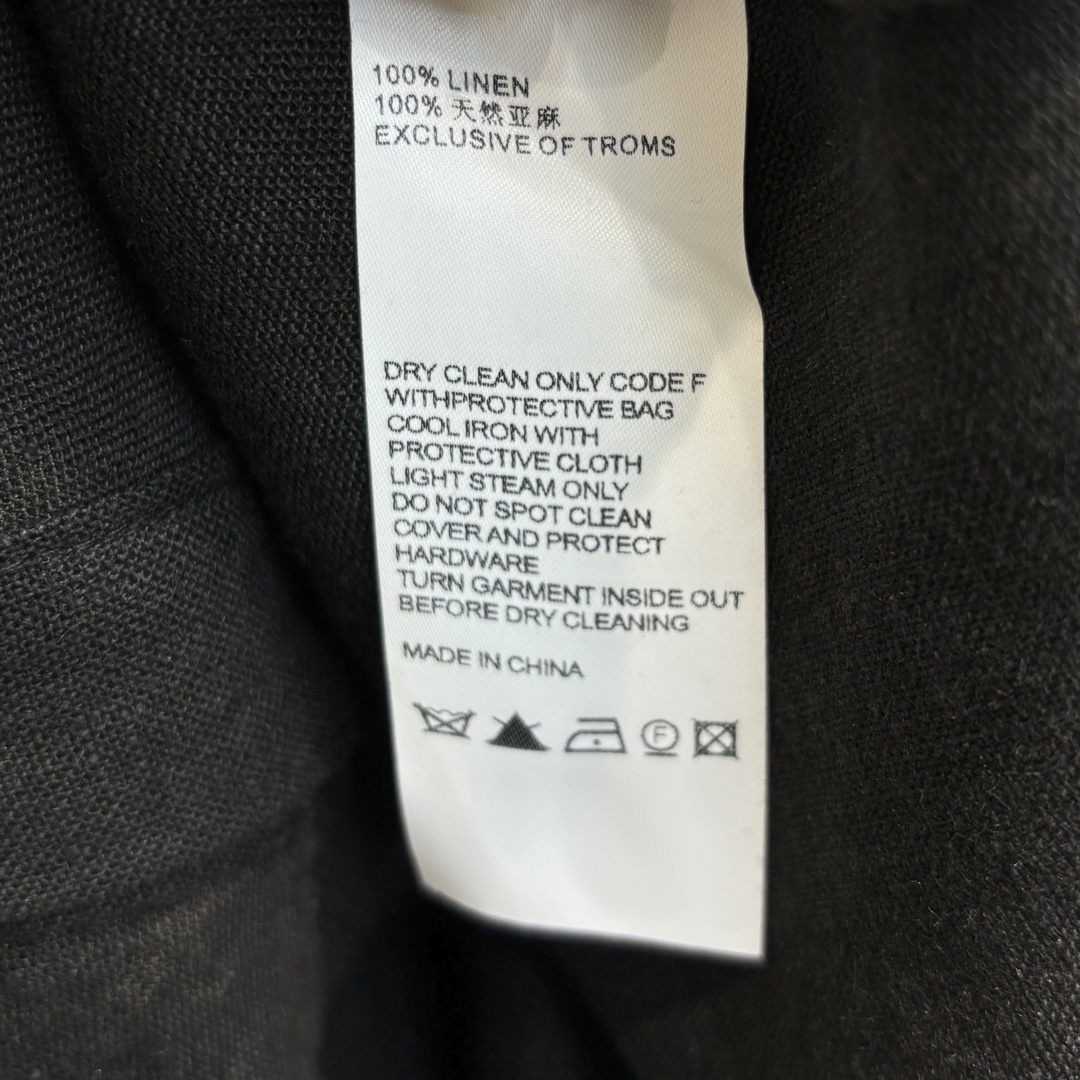 100% LINEN
100% 天然亚麻
EXCLUSIVE OF TROMS
DRY CLEAN ONLY CODE F
WITHPROTECTIVE BAG
COOL IRON WITH
PROTECTIVE CLOTH
LIGHT STEAM ONLY
DO NOT SPOT CLEAN
COVER AND PROTECT
HARDWARE
TURN GARMENT INSIDE OUT
BEFORE DRY CLEANING
MADE IN CHINA
F